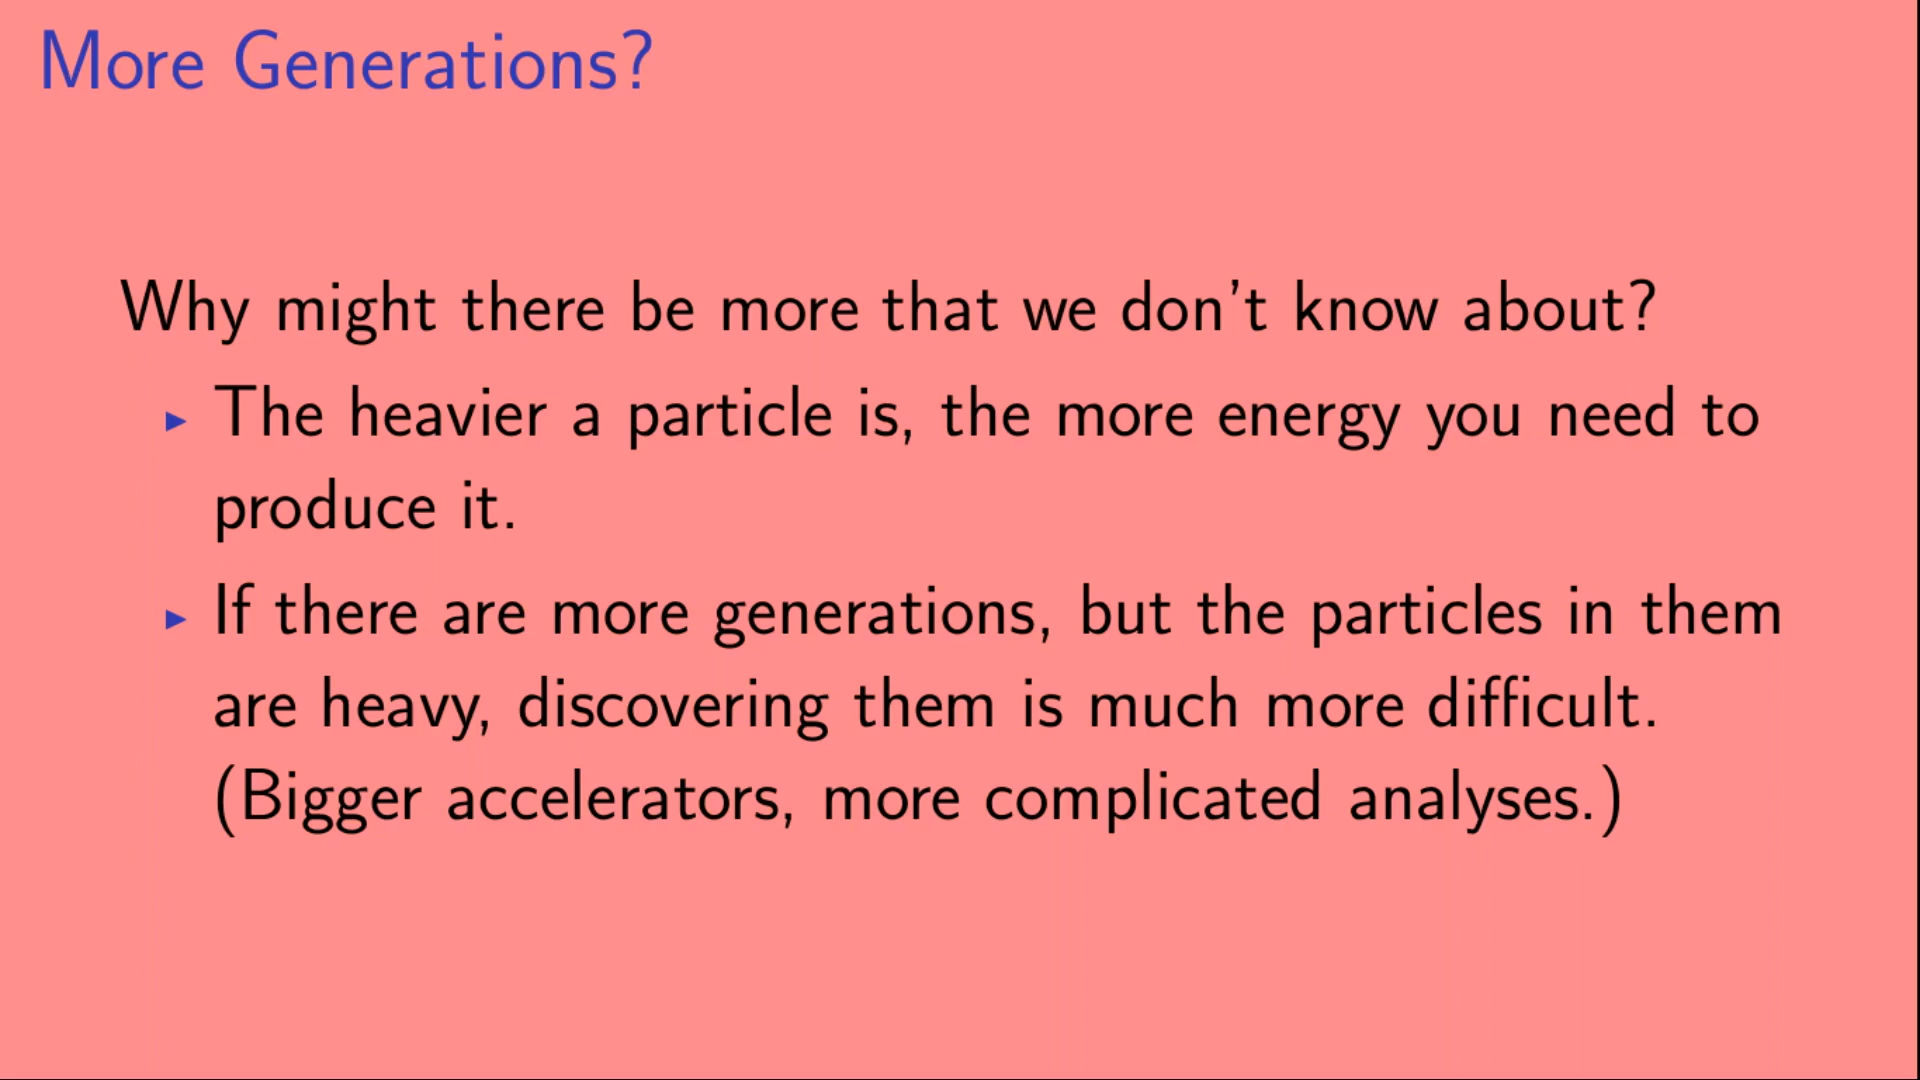 More Generations?
Why might there be more that we don't know about?
▶ The heavier a particle is, the more energy you need to
produce it.
▶ If there are more generations, but the particles in them
are heavy, discovering them is much more difficult.
(Bigger accelerators, more complicated analyses.)